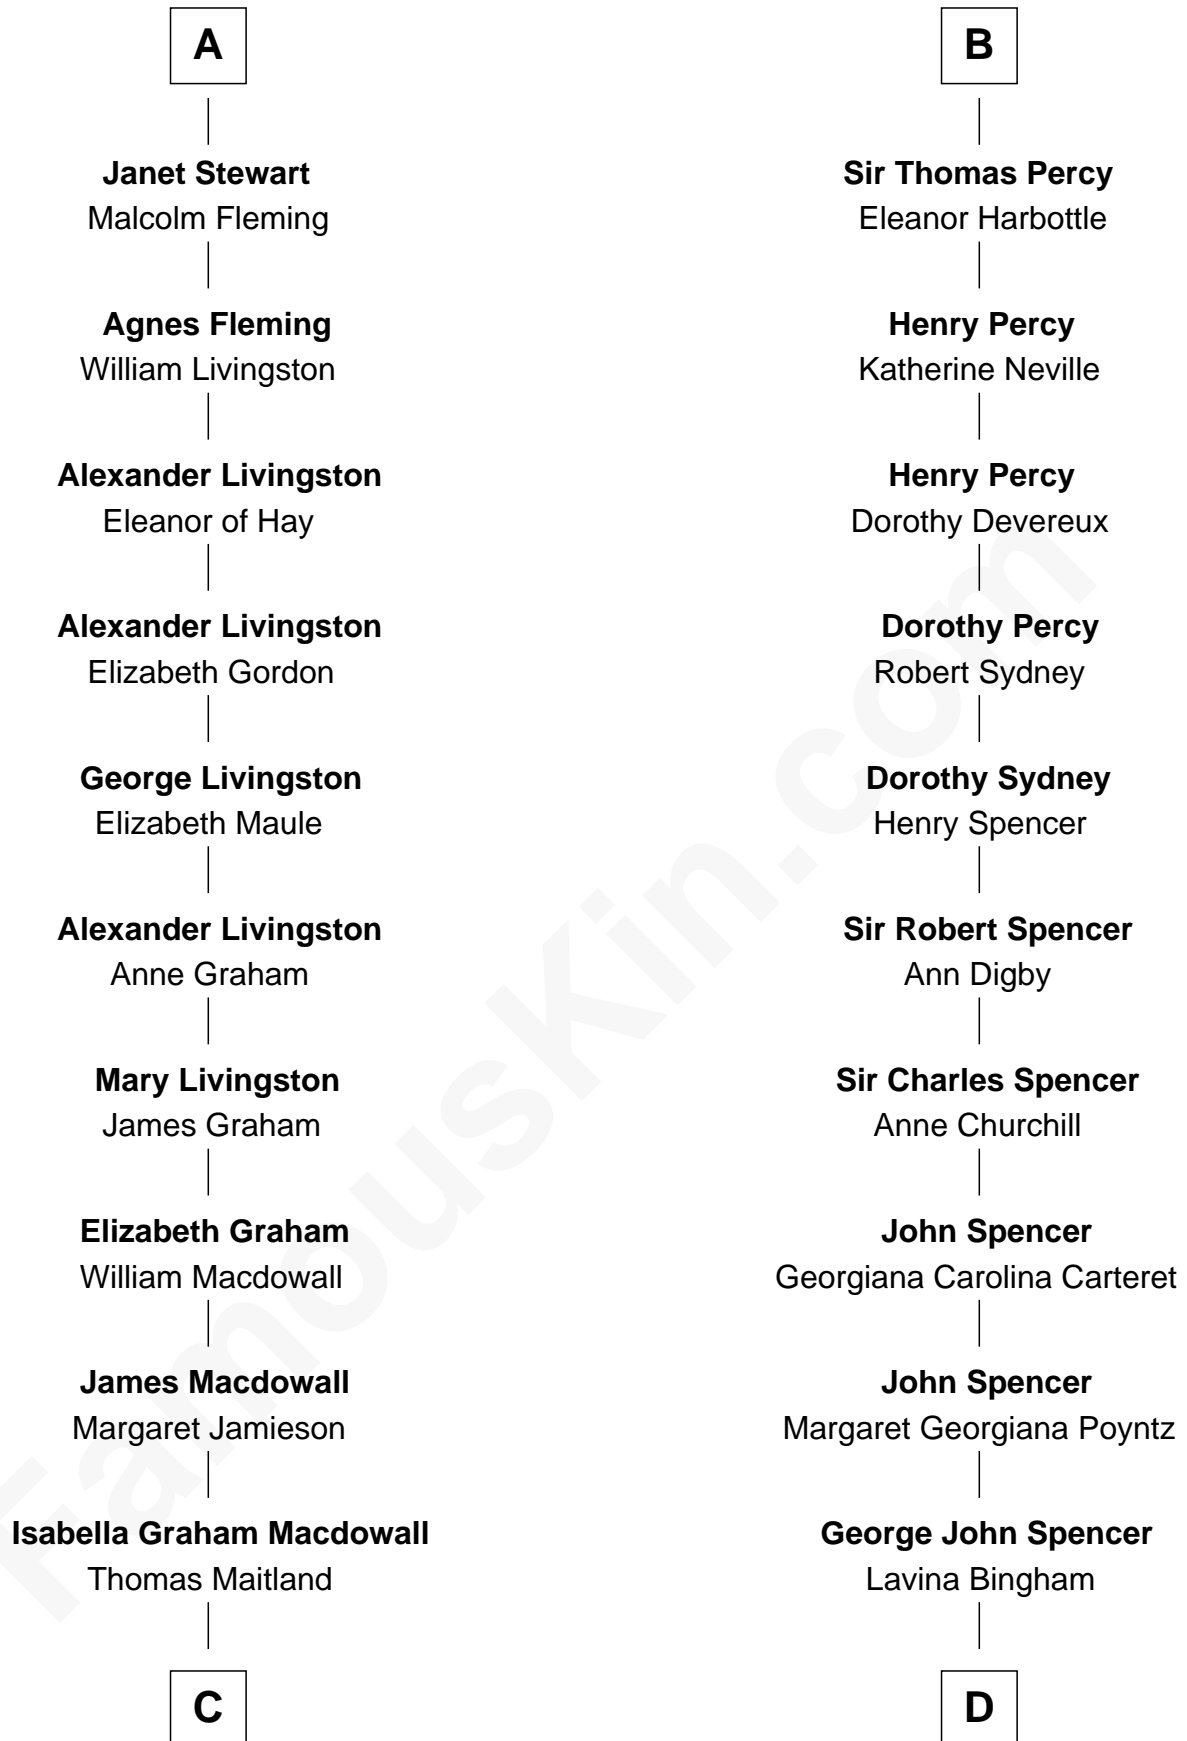 A
Janet Stewart
Malcolm Fleming
Agnes Fleming
William Livingston
Alexander Livingston
Eleanor of Hay
Alexander Livingston
Elizabeth Gordon
George Livingston
Elizabeth Maule
Alexander Livingston
Anne Graham
Mary Livingston
James Graham
Elizabeth Graham
William Macdowall
James Macdowall
Margaret Jamieson
Isabella Graham Macdowall
Thomas Maitland
C
B
Sir Thomas Percy
Eleanor Harbottle
Henry Percy
Katherine Neville
Henry Percy
Dorothy Devereux
Dorothy Percy
Robert Sydney
Dorothy Sydney
Henry Spencer
Sir Robert Spencer
Ann Digby
Sir Charles Spencer
Anne Churchill
John Spencer
Georgiana Carolina Carteret
John Spencer
Margaret Georgiana Poyntz
George John Spencer
Lavina Bingham
D
FamousKin.com